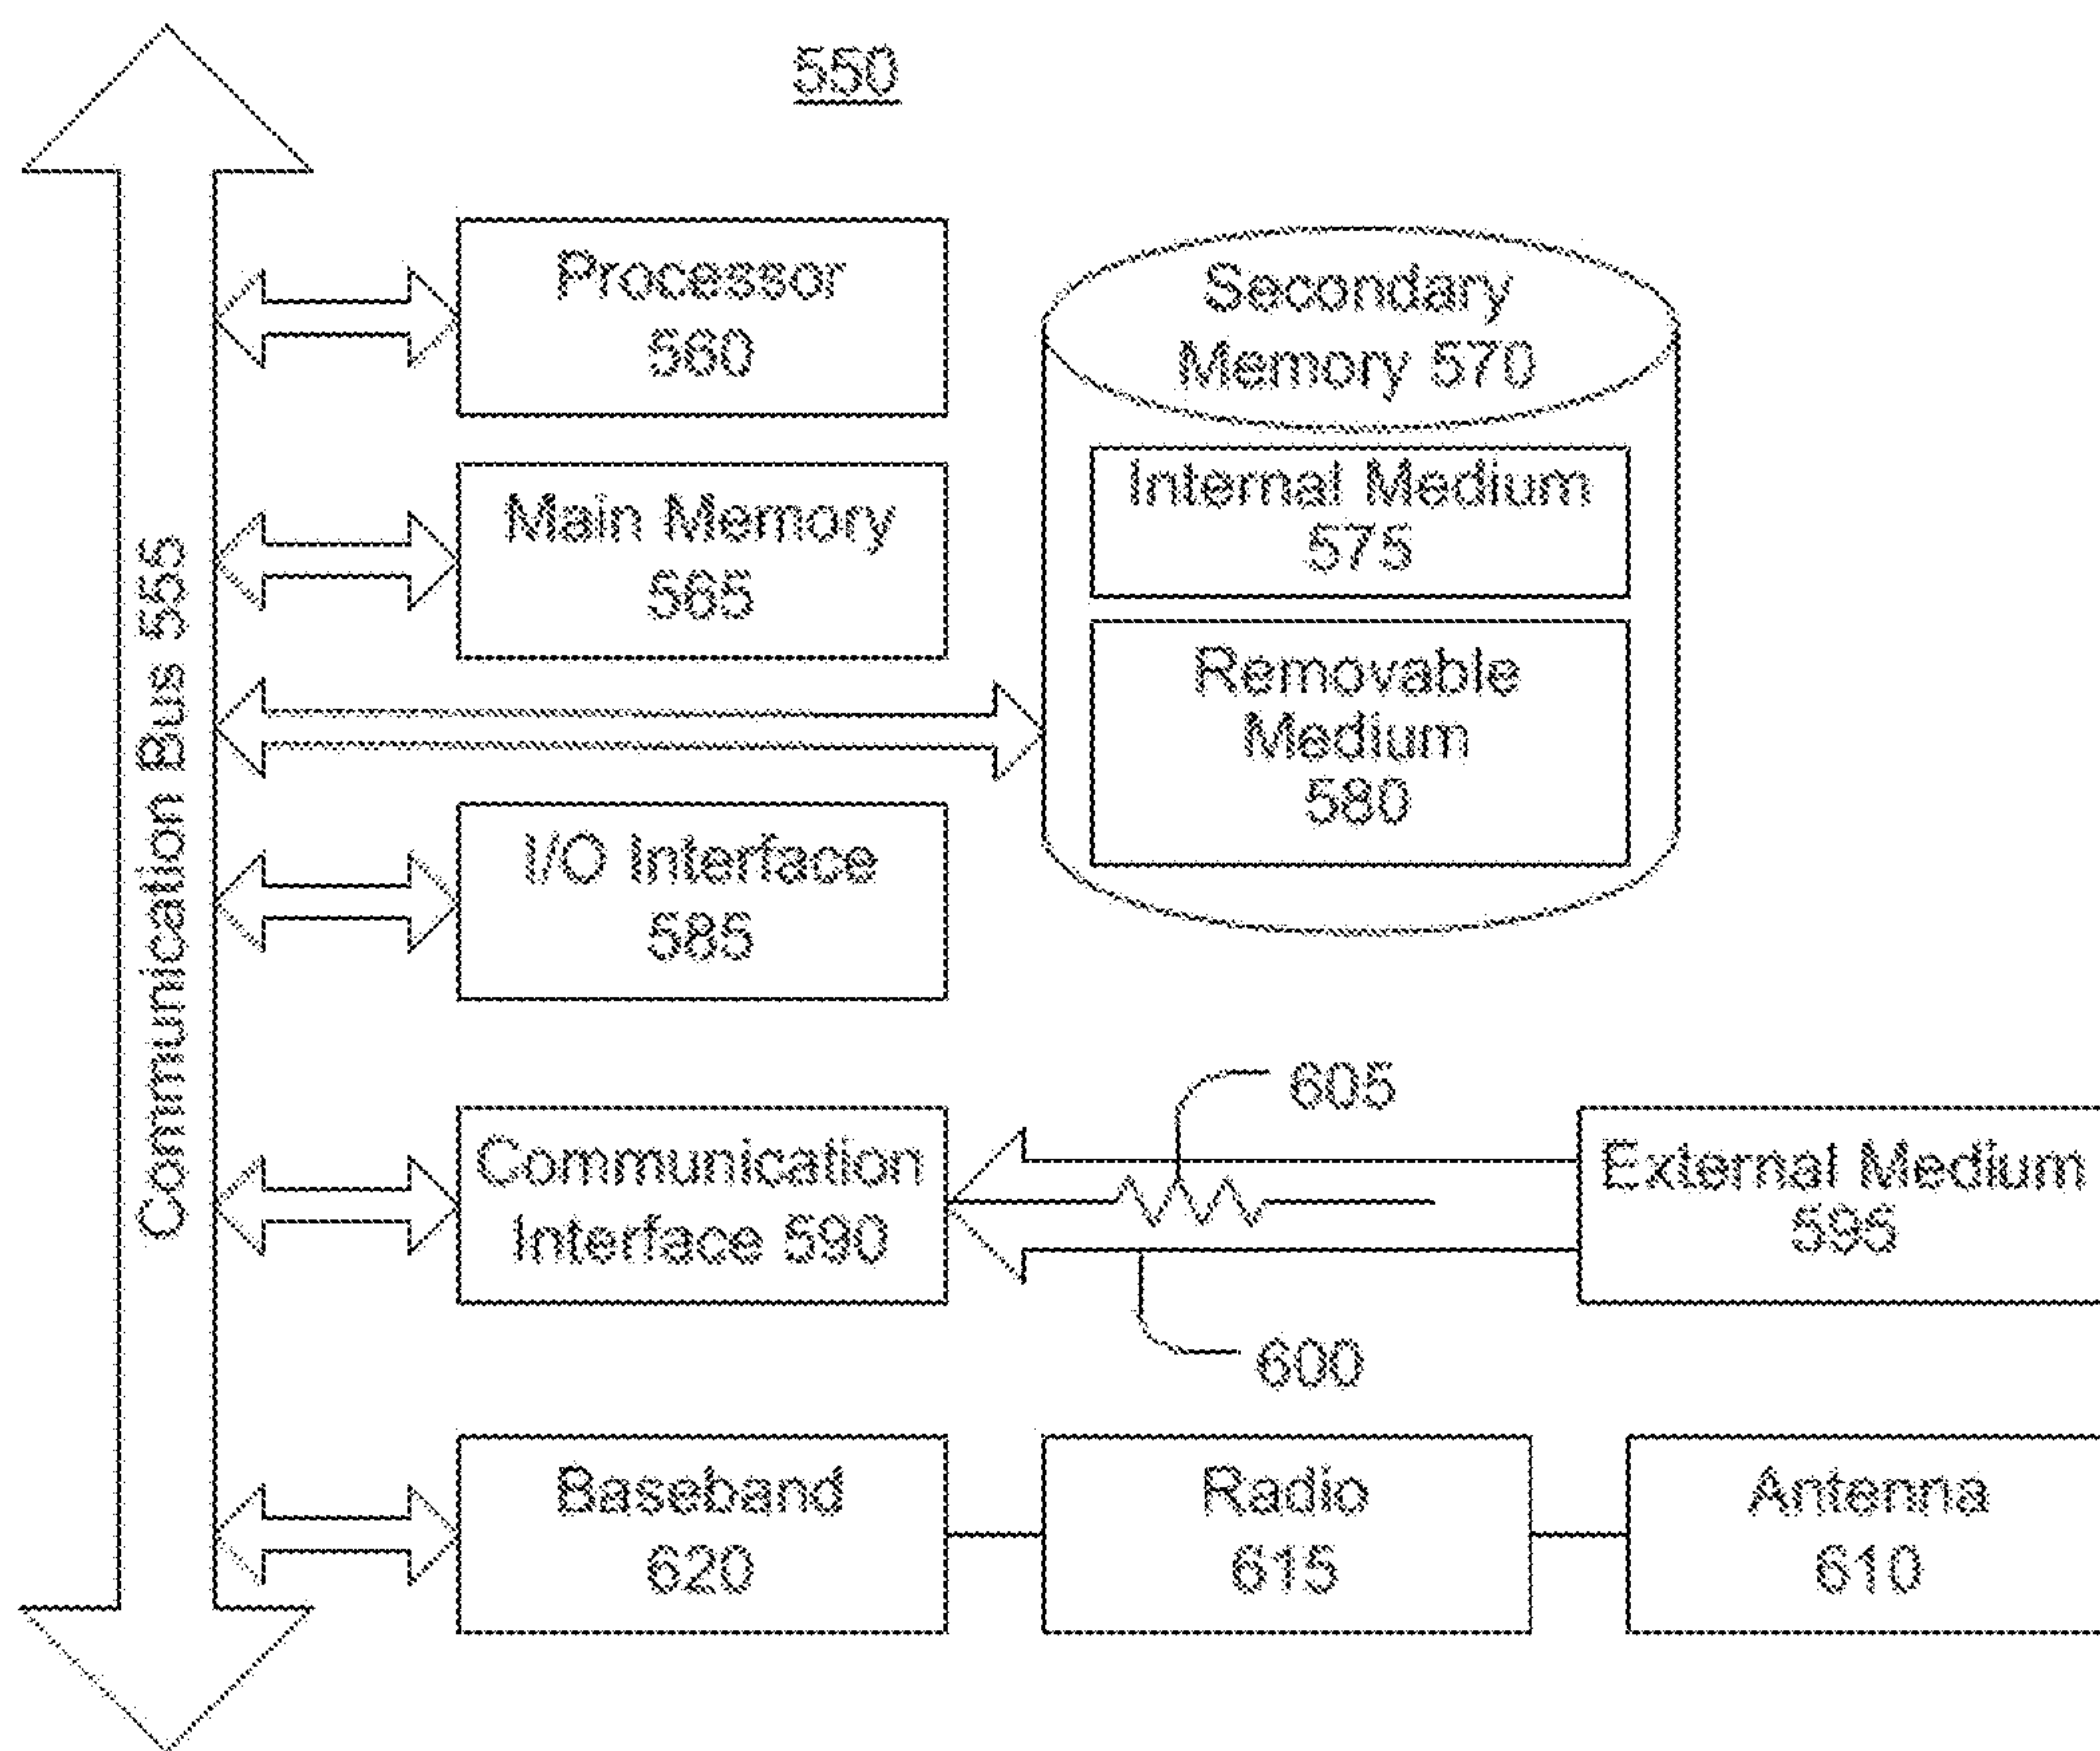 550
Communication Bus 555
Processor
560
Secondary
Memory 570
Main Memory
565
Internal Medium
575
Removable
Medium
580
I/O Interface
585
605
Communication
Interface 590
External Medium
595
600
Baseband
620
Radio
615
Antenna
610